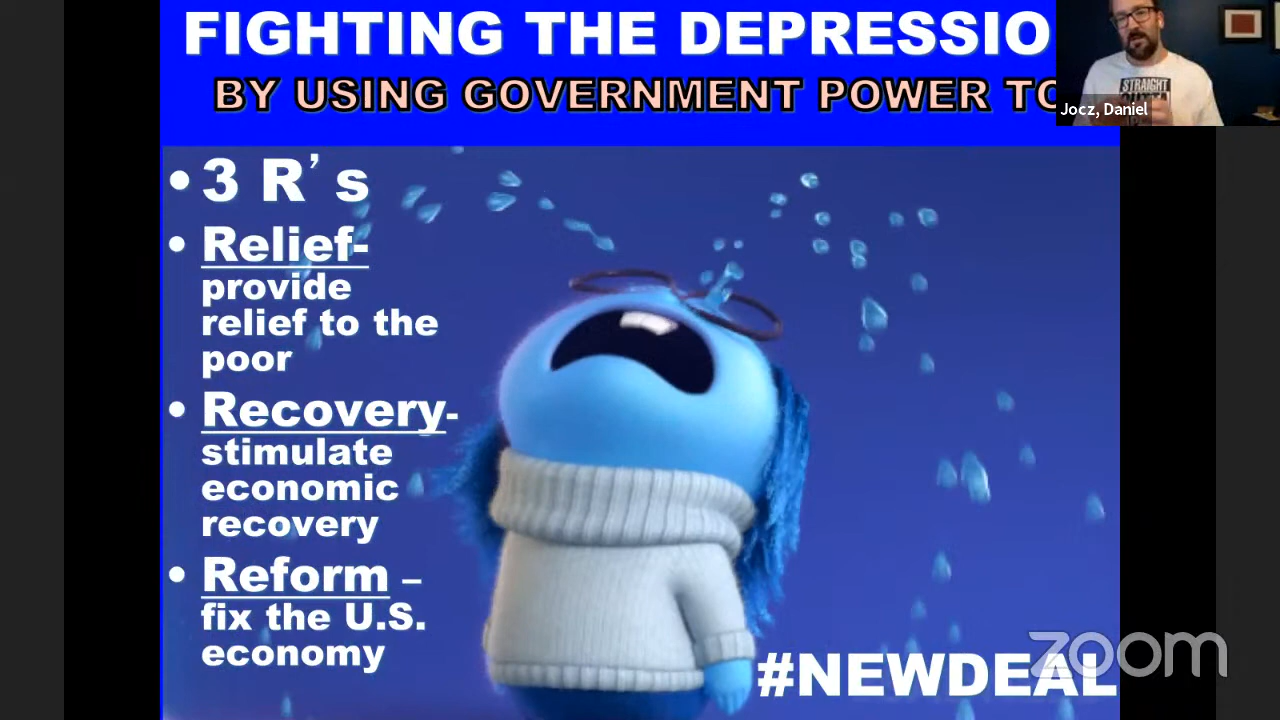 FIGHTING THE DEPRESSIO
BY USING GOVERNMENT POWER TO
STRAIGHT
Jocz, Daniel
•3 R’s
• Relief-
provide
relief to the
poor
• Recovery-
stimulate
economic
recovery
• Reform –
fix the U.S.
economy
#NEWDEAL
zoom